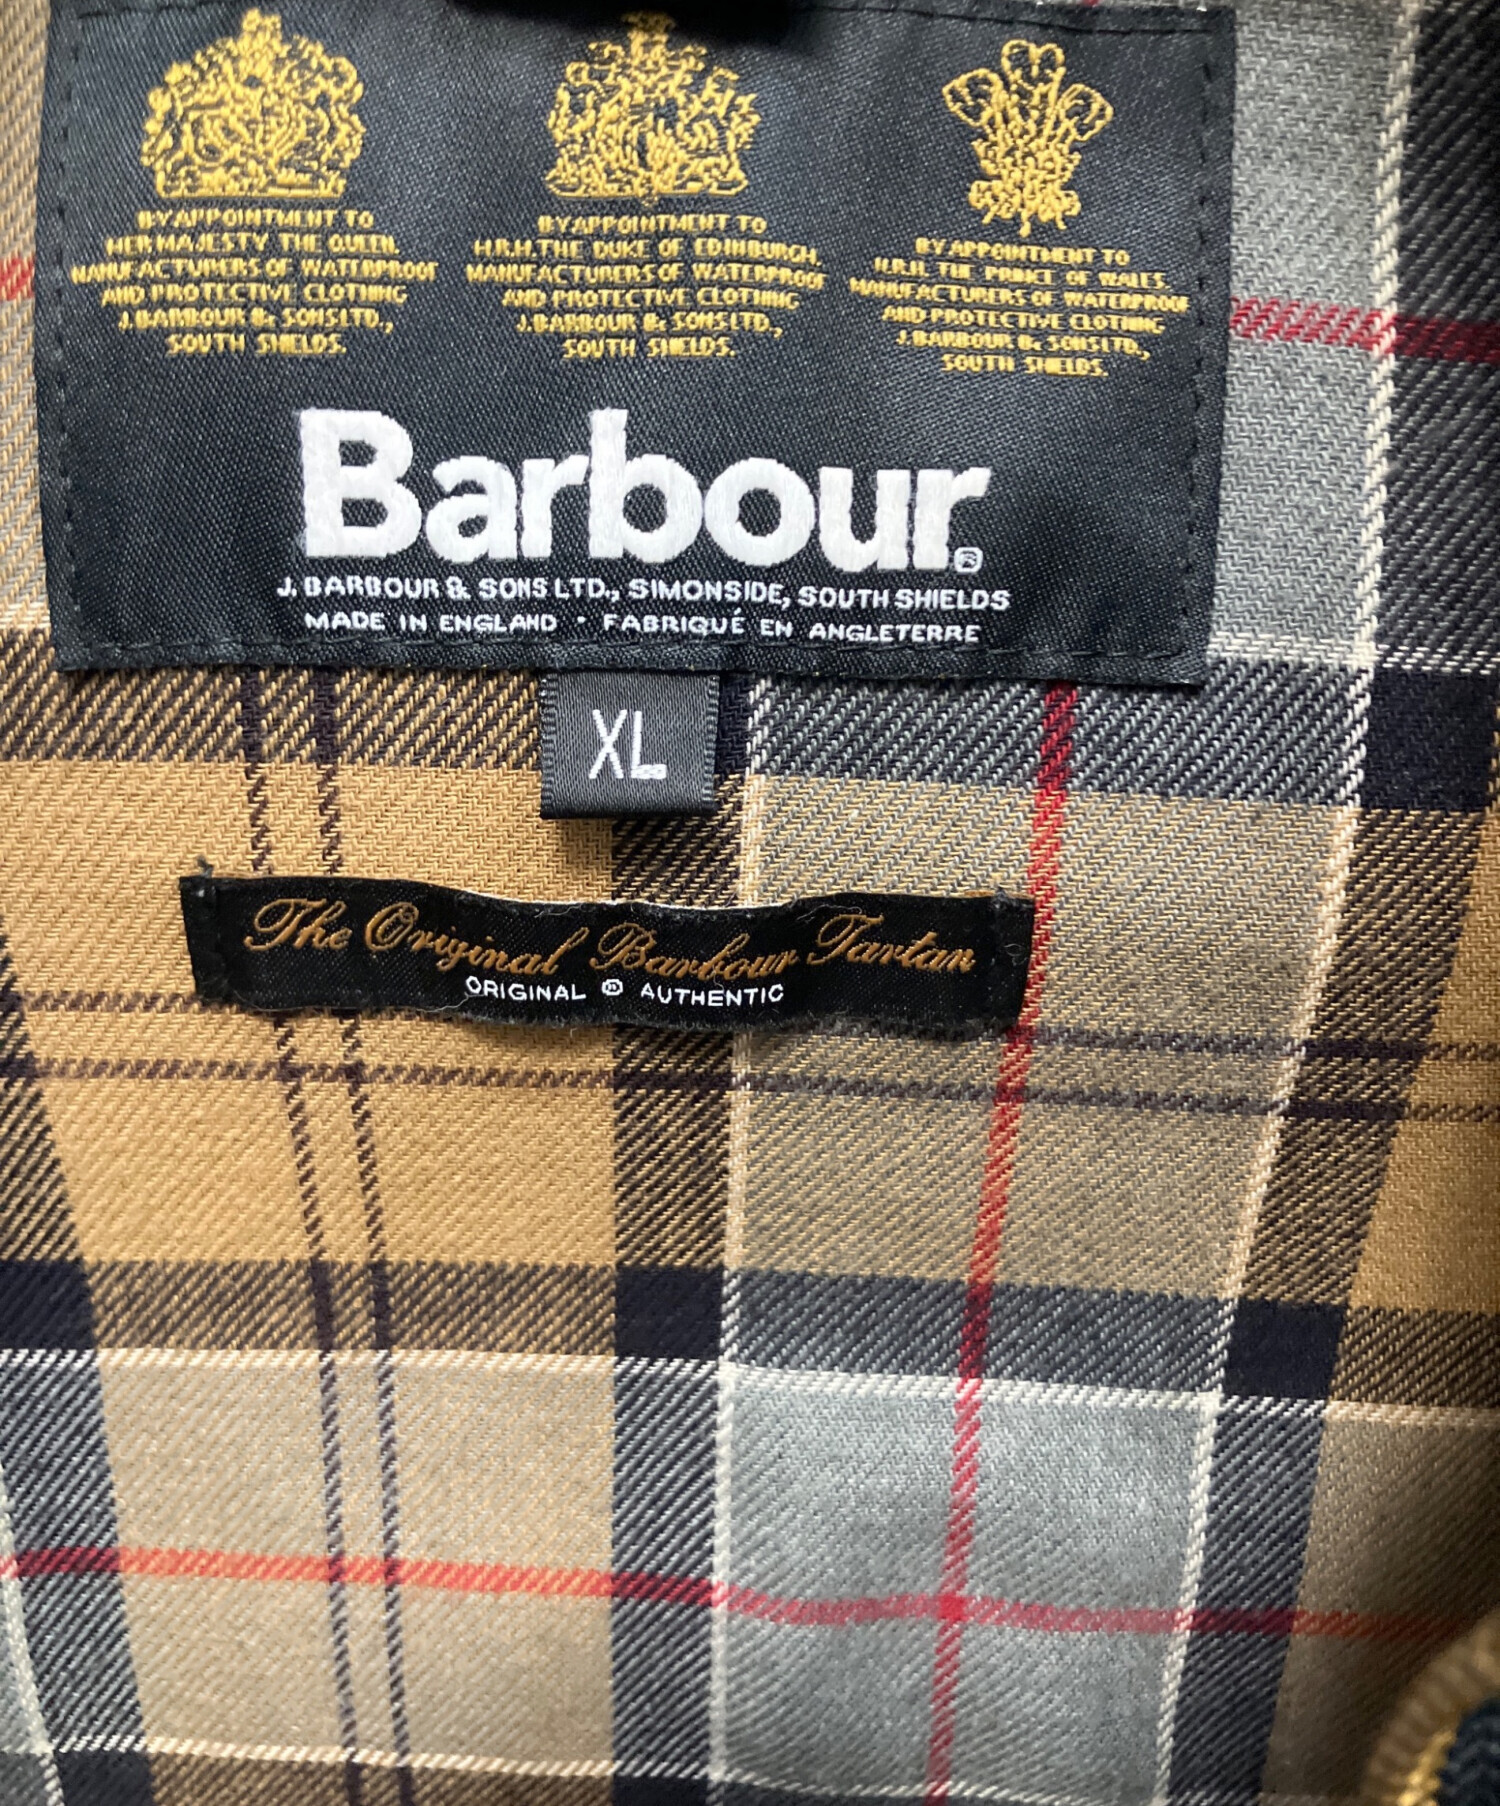 BY APPOINTMENT TO
HER MAJESTY THE QUEEN,
MANUFACTURERS OF WATERPROOF
AND PROTECTIVE CLOTHING
J.BARBOUR & SONS LTD.,
SOUTH SHIELDS.
BY APPOINTMENT TO
H.R.H. THE DUKE OF EDINBURGH,
MANUFACTURERS OF WATERPROOF
AND PROTECTIVE CLOTHING
J.BARBOUR & SONS LTD.,
SOUTH SHIELDS.
BY APPOINTMENT TO
H.R.H. THE PRINCE OF WALES.
MANUFACTURERS OF WATERPROOF
AND PROTECTIVE CLOTHING
J.BARBOUR & SONS LTD.,
SOUTH SHIELDS.
Barbour®
J. BARBOUR & SONS LTD., SIMONSIDE, SOUTH SHIELDS
MADE IN ENGLAND · FABRIQUÉ EN ANGLETERRE
XL
The Original Barbour Tartan
ORIGINAL ® AUTHENTIC